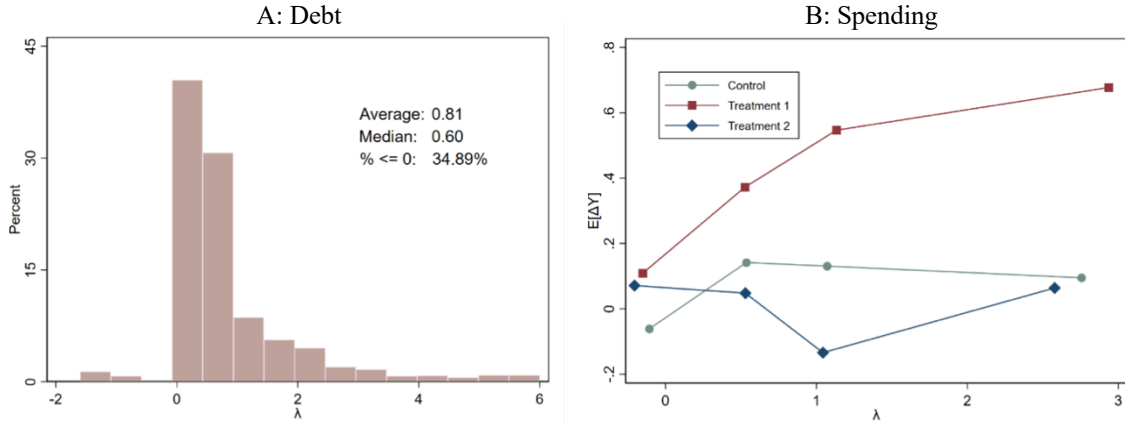 A: Debt
45
30
15
0
Percent
Average: 0.81
Median: 0.60
% <= 0: 34.89%
-2
0
2
4
6
λ
B: Spending
.8
.6
.4
.2
0
-.2
E[ΔY]
Control
Treatment 1
Treatment 2
0
1
2
3
λ